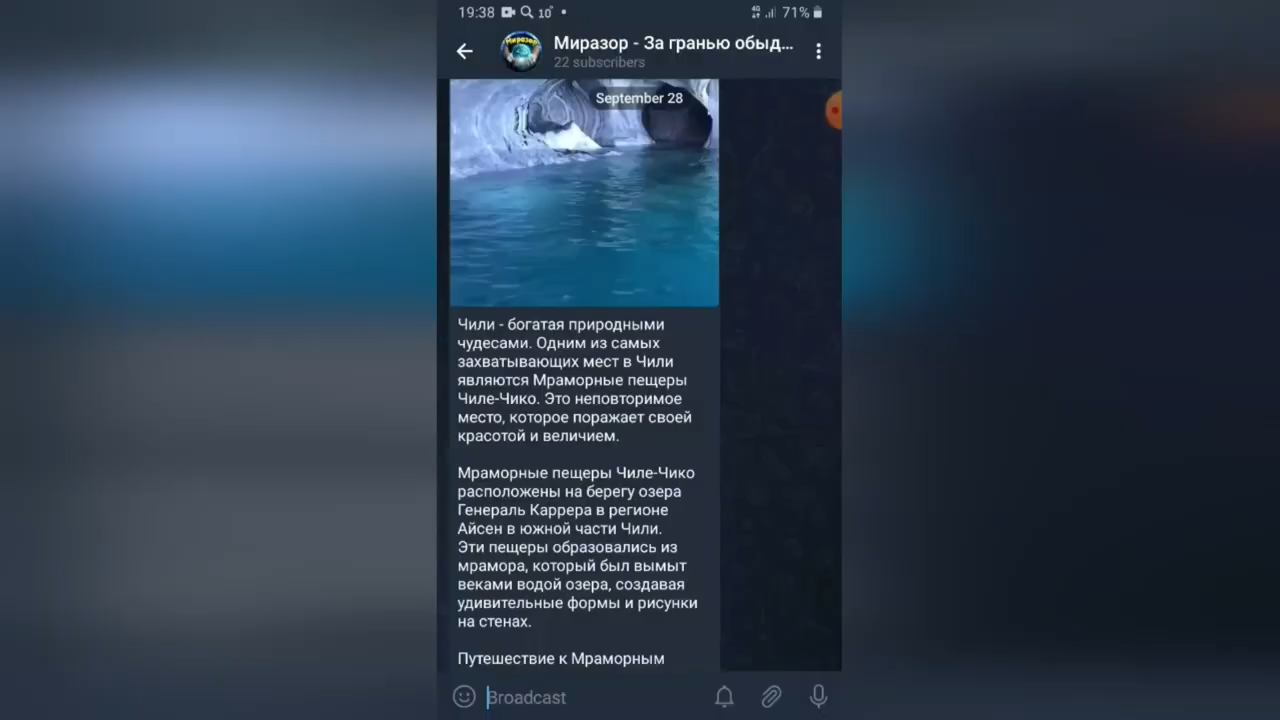 19:38
4G 71%
Миразор - За гранью обыд...
22 subscribers
September 28
Чили - богатая природными
чудесами. Одним из самых
захватывающих мест в Чили
являются Мраморные пещеры
Чиле-Чико. Это неповторимое
место, которое поражает своей
красотой и величием.
Мраморные пещеры Чиле-Чико
расположены на берегу озера
Генераль Каррера в регионе
Айсен в южной части Чили.
Эти пещеры образовались из
мрамора, который был вымыт
веками водой озера, создавая
удивительные формы и рисунки
на стенах.
Путешествие к Мраморным
Broadcast